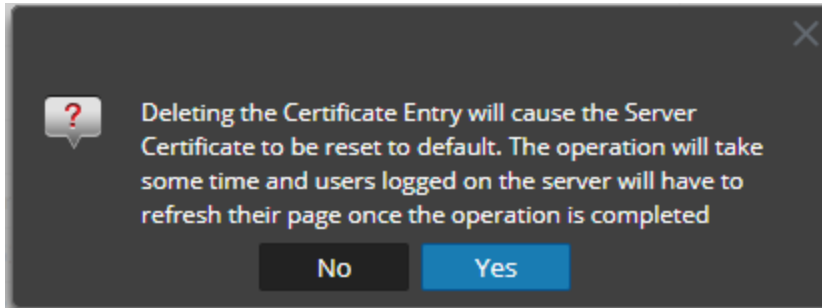 ?
Deleting the Certificate Entry will cause the Server
Certificate to be reset to default. The operation will take
some time and users logged on the server will have to
refresh their page once the operation is completed
No
Yes